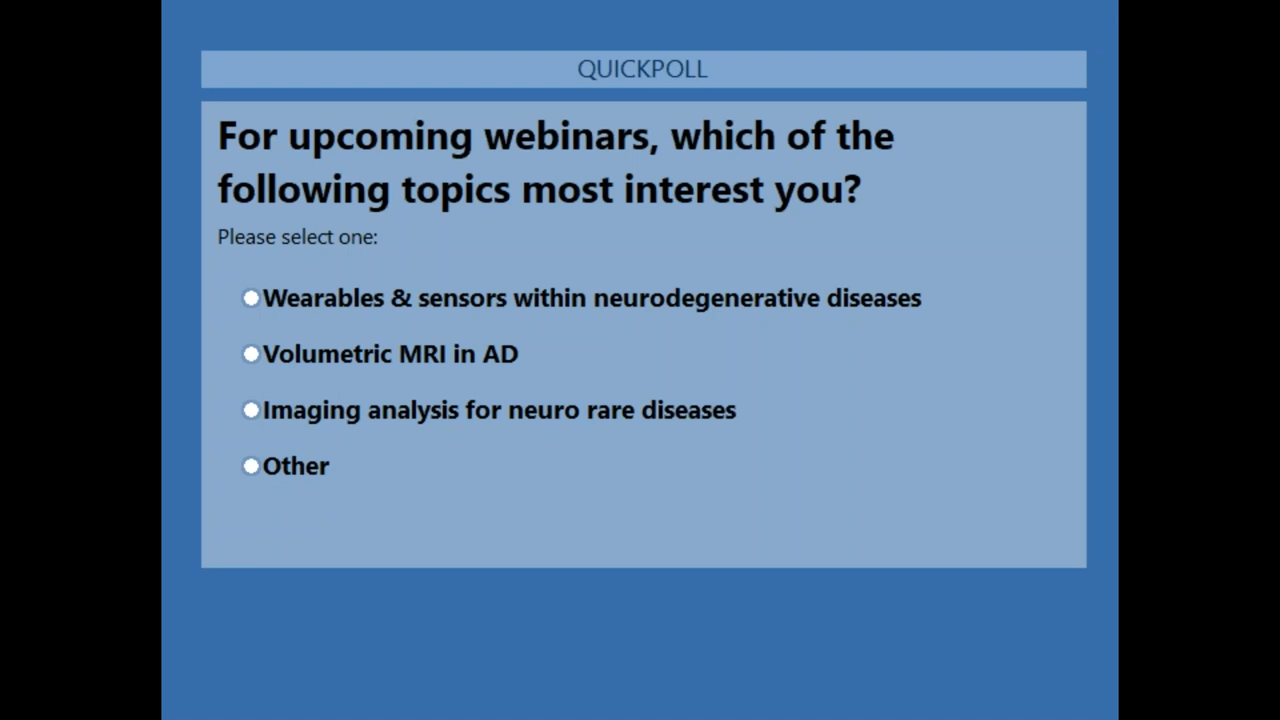 QUICKPOLL
For upcoming webinars, which of the
following topics most interest you?
Please select one:
Wearables & sensors within neurodegenerative diseases
Volumetric MRI in AD
Imaging analysis for neuro rare diseases
Other